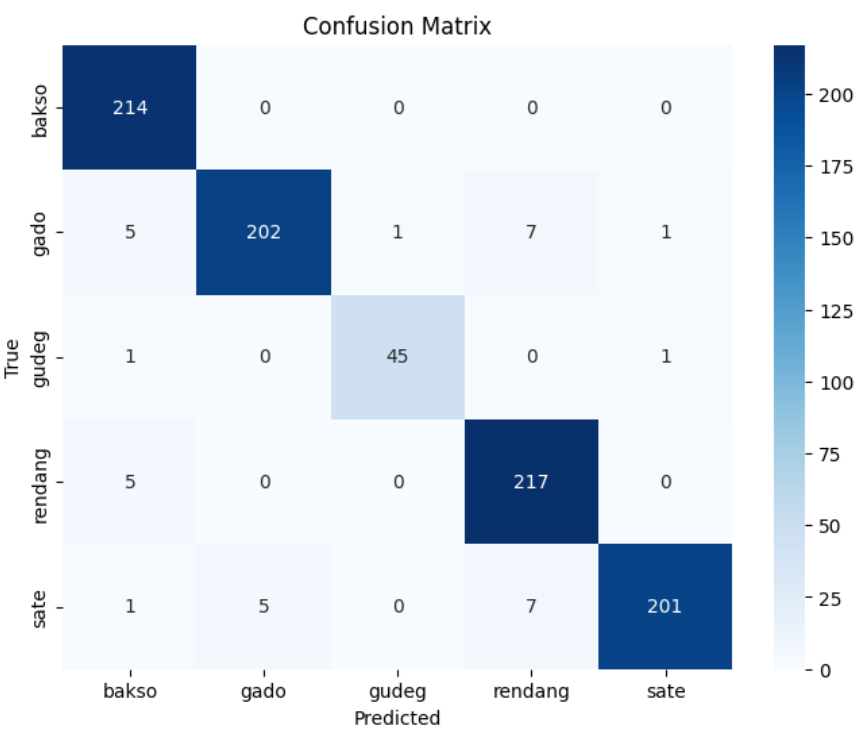 Confusion Matrix
bakso 214 0 0 0 0
gado 5 202 1 7 1
gudeg 1 0 45 0 1
rendang 5 0 0 217 0
sate 1 5 0 7 201
bakso gado gudeg rendang sate
Predicted
True
200
175
150
125
100
75
50
25
0